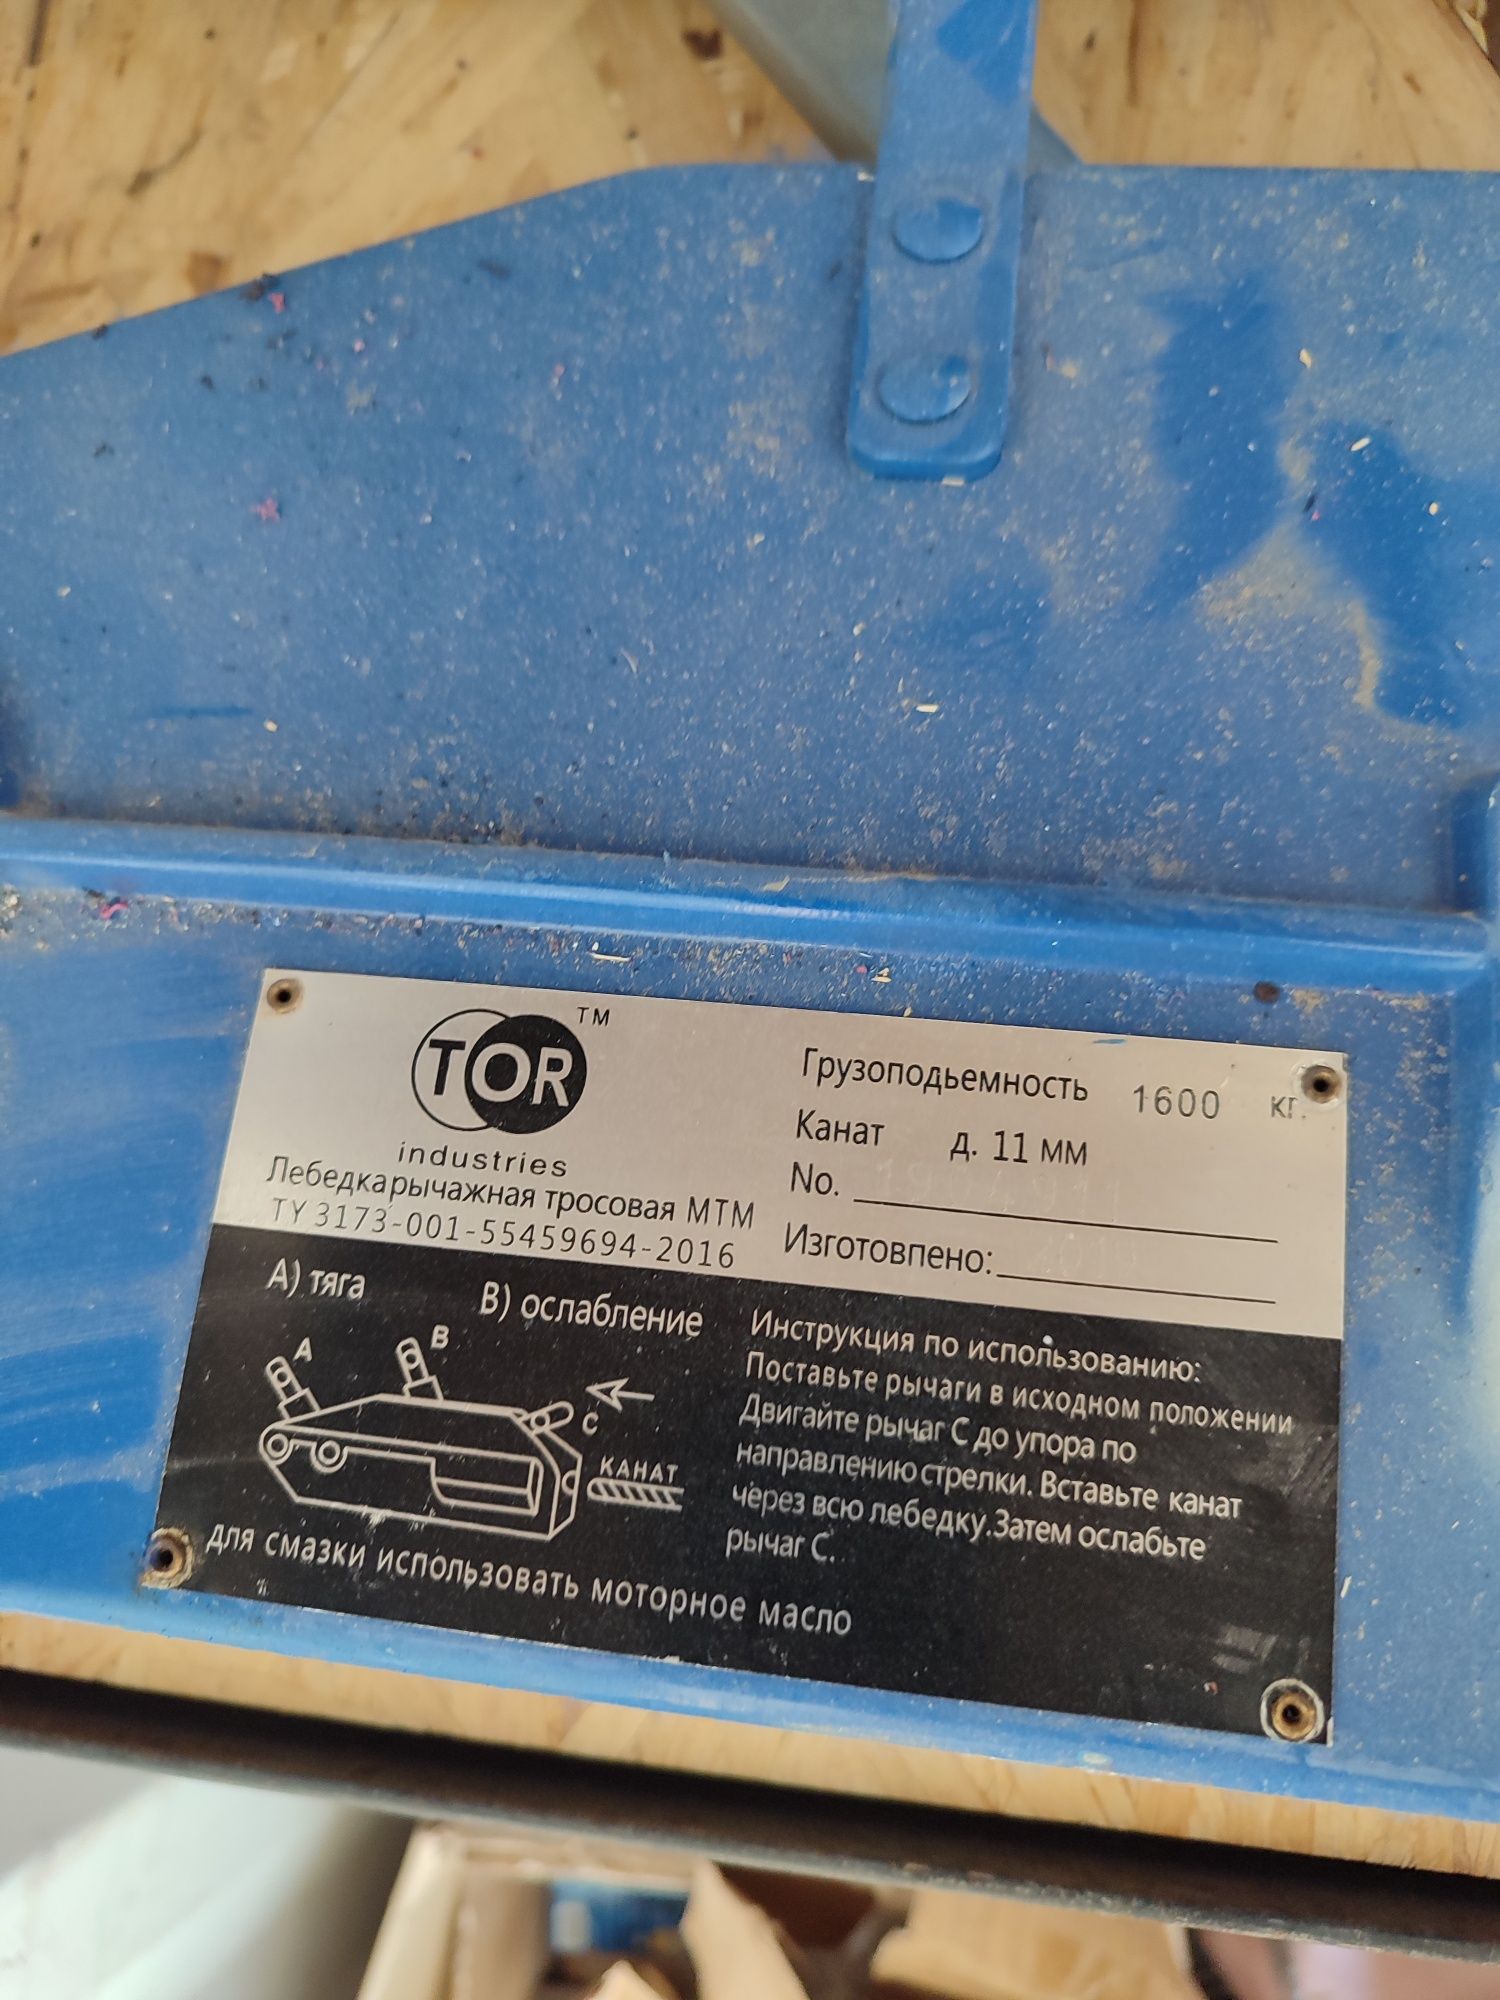 TOR TM
industries
Лебедка рычажная тросовая МТМ
ТУ 3173-001-55459694-2016
Грузоподьемность 1600 кг.
Канат д. 11 мм
No.
Изготовпено:
А) тяга В) ослабление
A
B
C
КАНАТ
для смазки использовать моторное масло
Инструкция по использованию:
Поставьте рычаги в исходном положении
Двигайте рычаг С до упора по
направлению стрелки. Вставьте канат
через всю лебедку.Затем ослабьте
рычаг С.